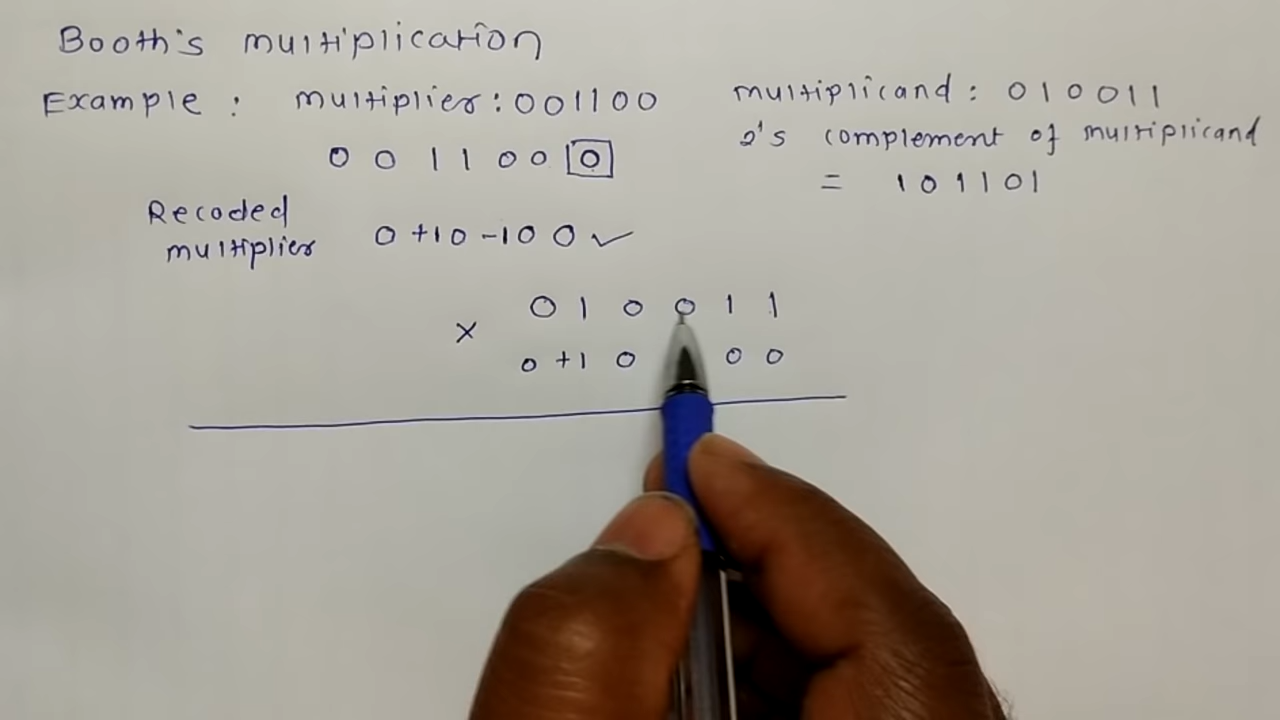 Booth's multiplication
Example : multiplier : 001100
0 0 1 1 0 0 0
Recoded
multiplier 0 +1 0 -1 0 0 ✓
multiplicand : 010011
2's complement of multiplicand
= 101101
0 1 0 0 1 1
×
0 +1 0 0 0